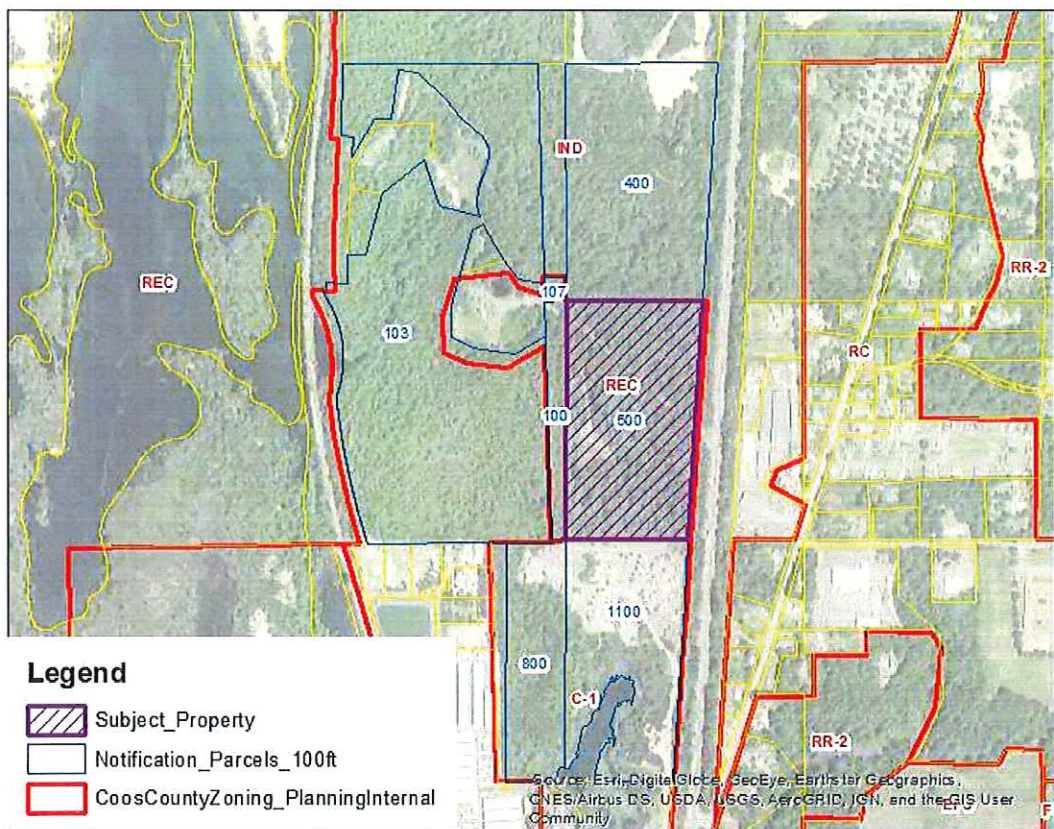 IND
400
REC
RR-2
107
103
RC
REC
100
500
1100
800
C-1
RR-2
Legend
Subject_Property
Notification_Parcels_100ft
CoosCountyZoning_PlanningInternal
Source: Esri, DigitalGlobe, GeoEye, Earthstar Geographics,
CNES/Airbus DS, USDA, USGS, AeroGRID, IGN, and the GIS User
Community
F